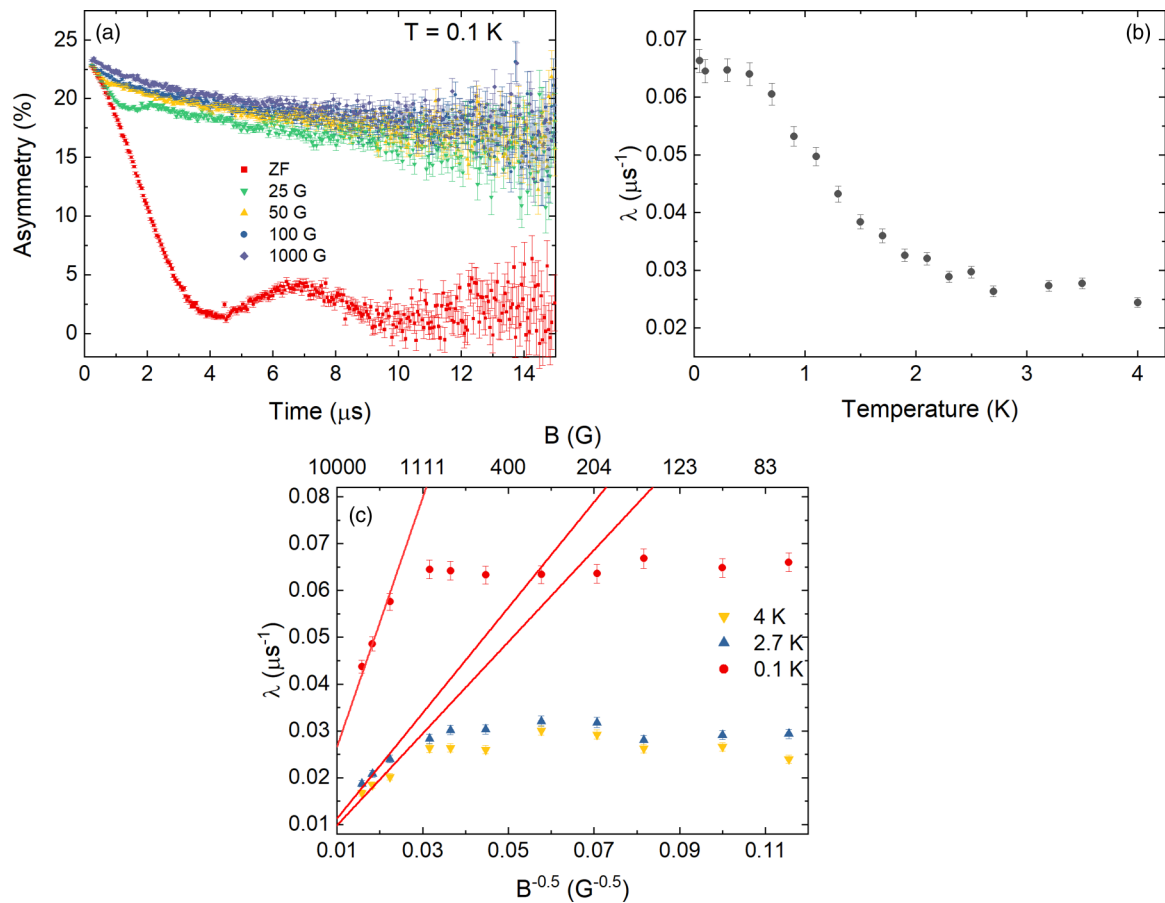 (a)
T = 0.1 K
25
20
15
10
5
0
Asymmetry (%)
ZF
25 G
50 G
100 G
1000 G
0 2 4 6 8 10 12 14
Time (μs)
(b)
0.07
0.06
0.05
0.04
0.03
0.02
λ (μs⁻¹)
0 1 2 3 4
Temperature (K)
B (G)
10000 1111 400 204 123 83
(c)
0.08
0.07
0.06
0.05
0.04
0.03
0.02
0.01
λ (μs⁻¹)
4 K
2.7 K
0.1 K
0.01 0.03 0.05 0.07 0.09 0.11
B⁻⁰·⁵ (G⁻⁰·⁵)